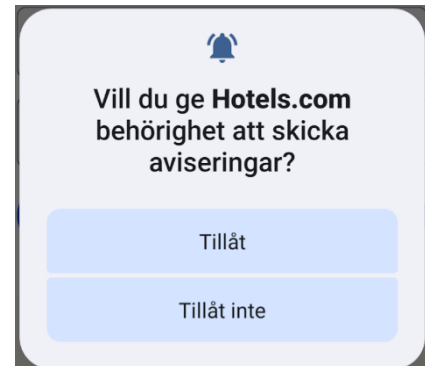 Vill du ge Hotels.com
behörighet att skicka
aviseringar?
Tillåt
Tillåt inte